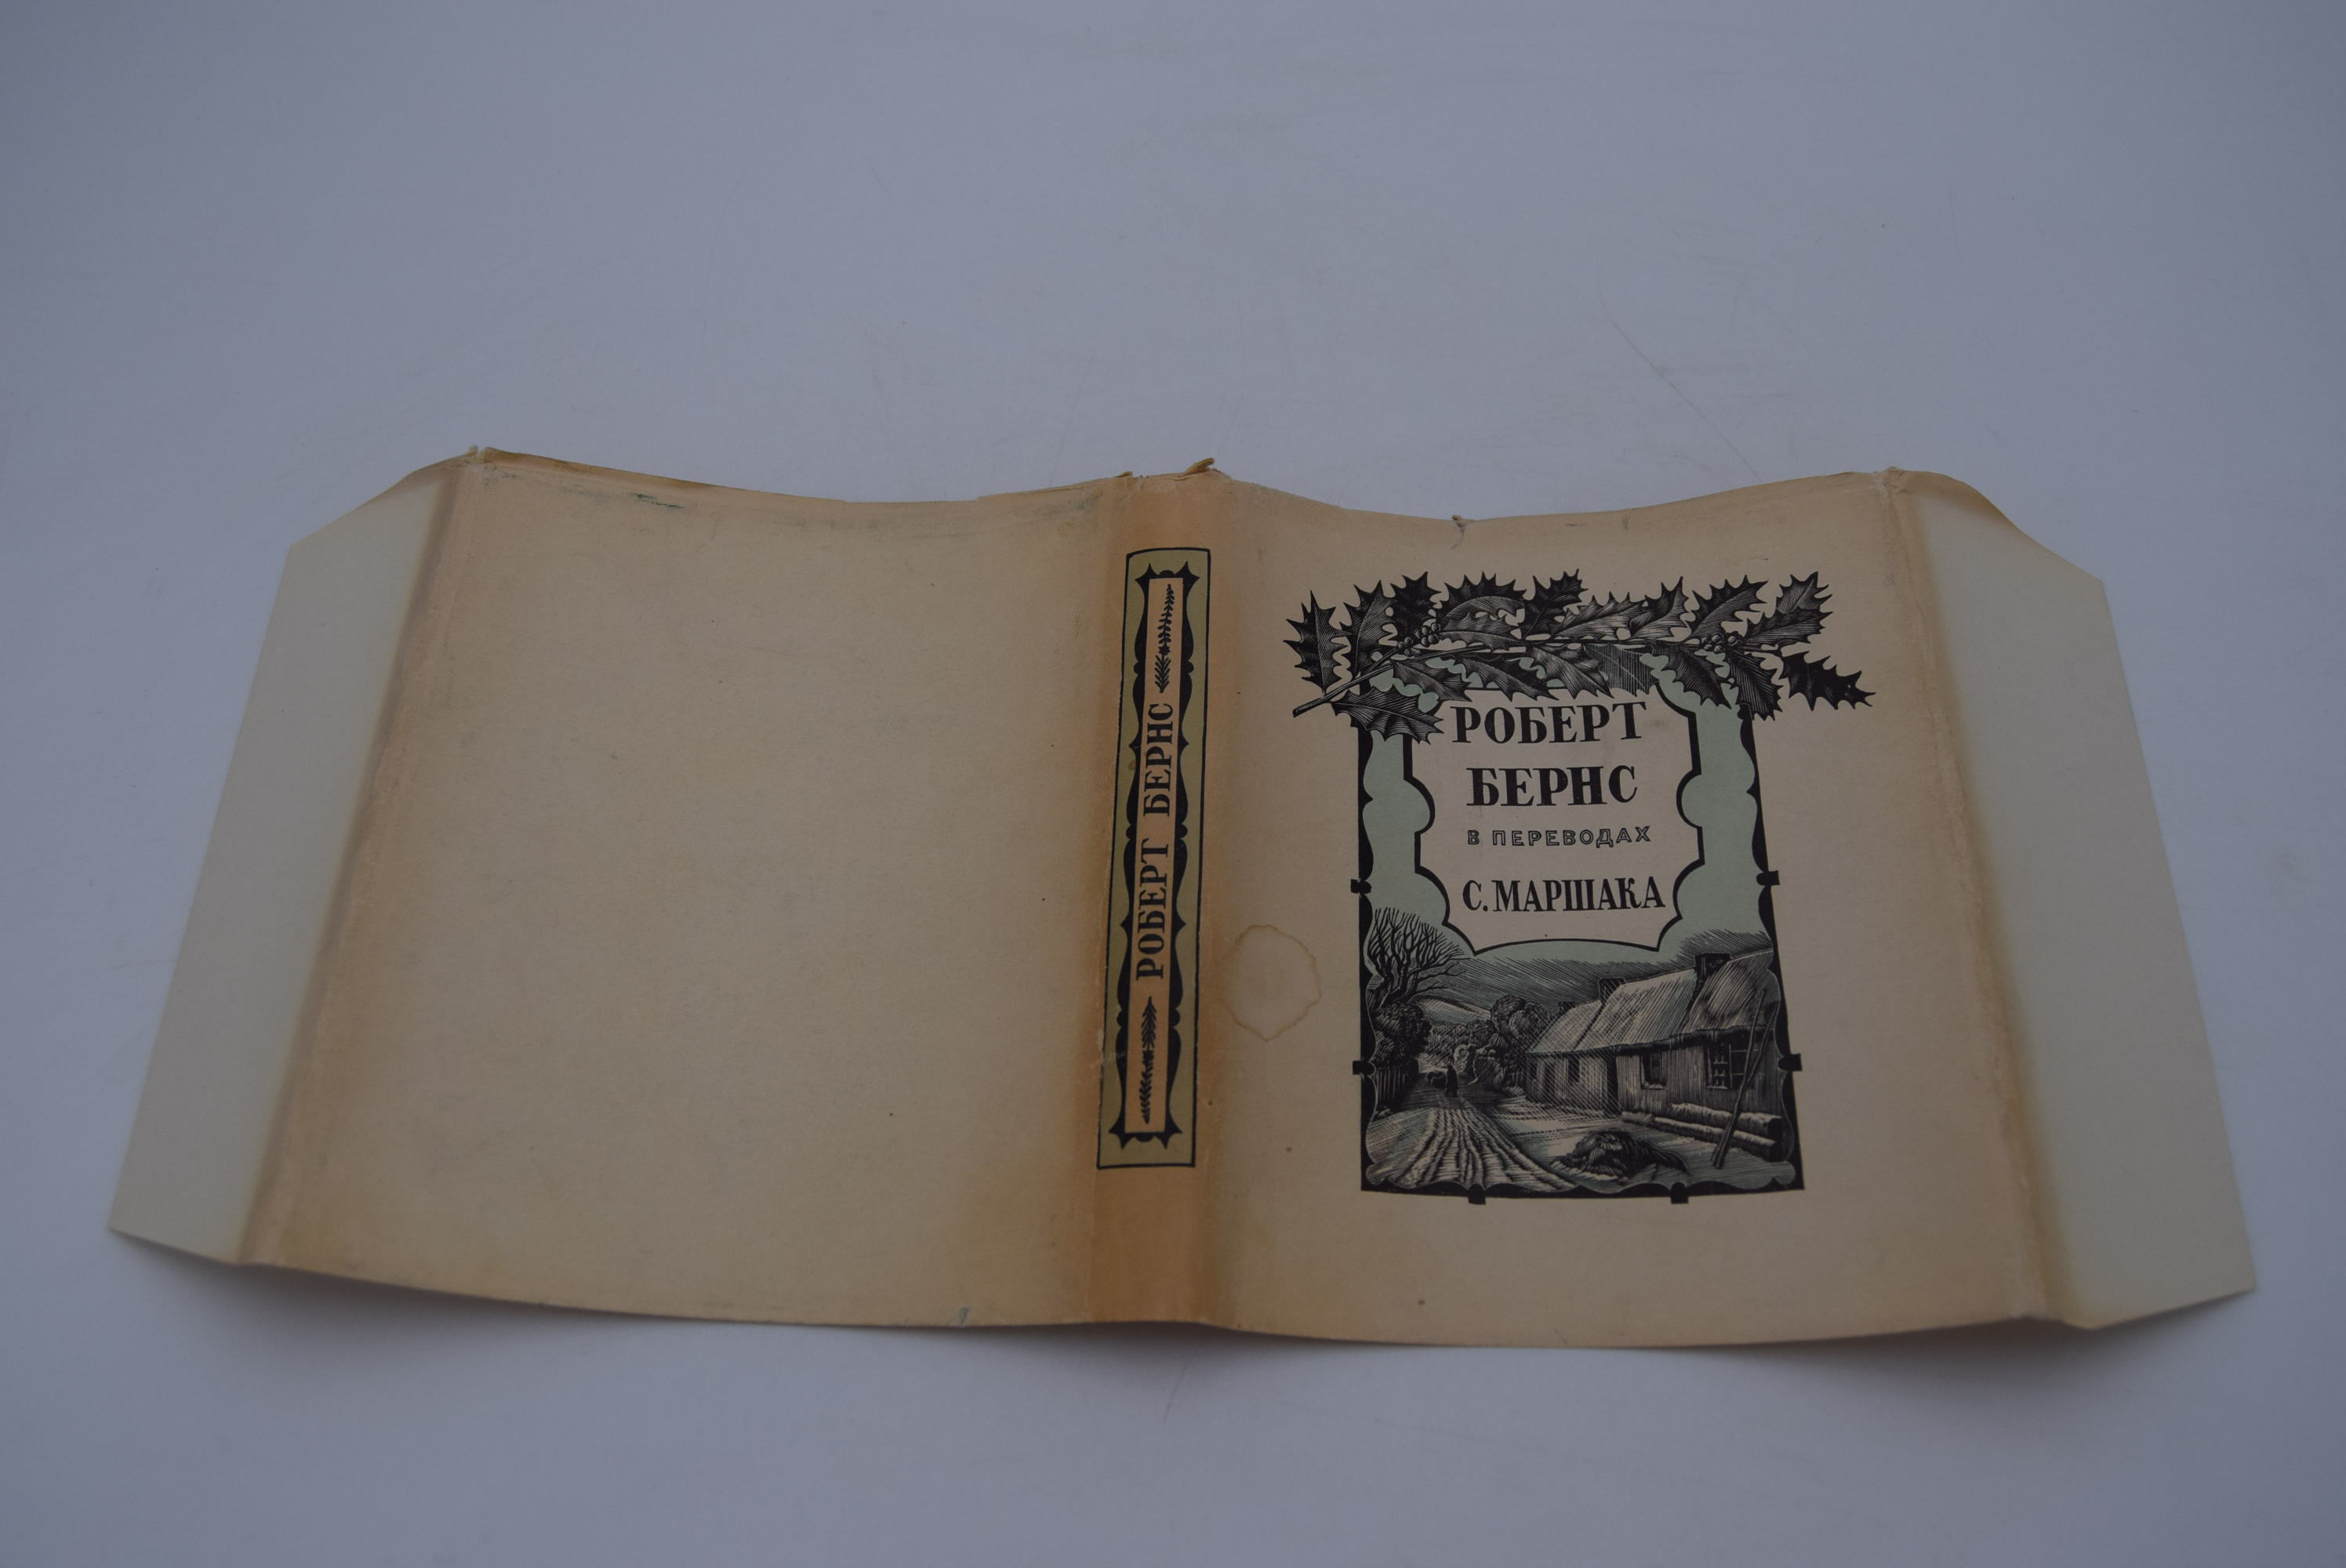 РОБЕРТ БЕРНС
РОБЕРТ
БЕРНС
В ПЕРЕВОДАХ
С. МАРШАКА